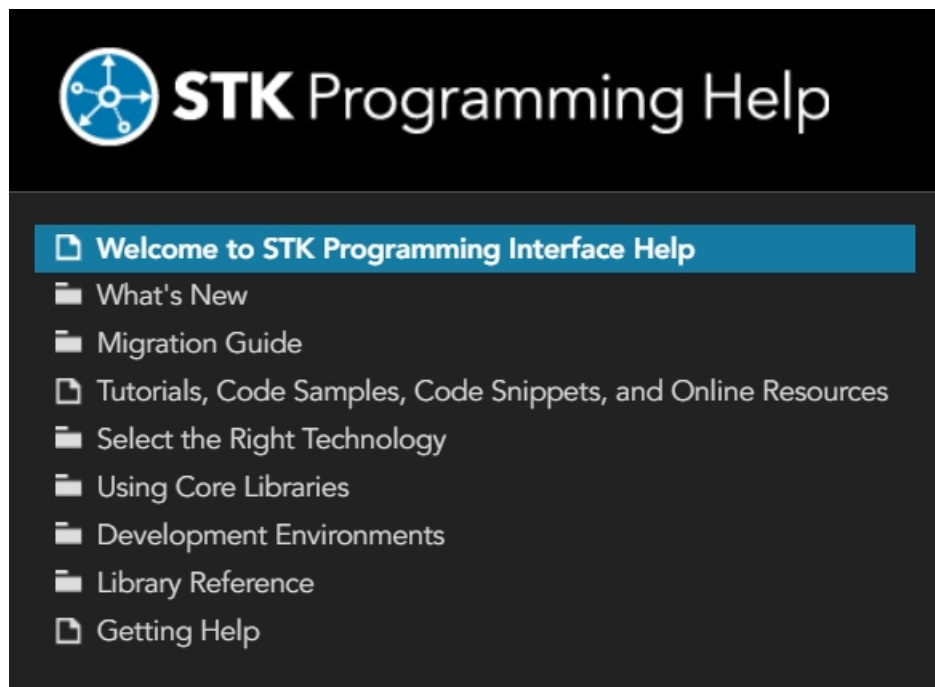 STK Programming Help
Welcome to STK Programming Interface Help
What's New
Migration Guide
Tutorials, Code Samples, Code Snippets, and Online Resources
Select the Right Technology
Using Core Libraries
Development Environments
Library Reference
Getting Help